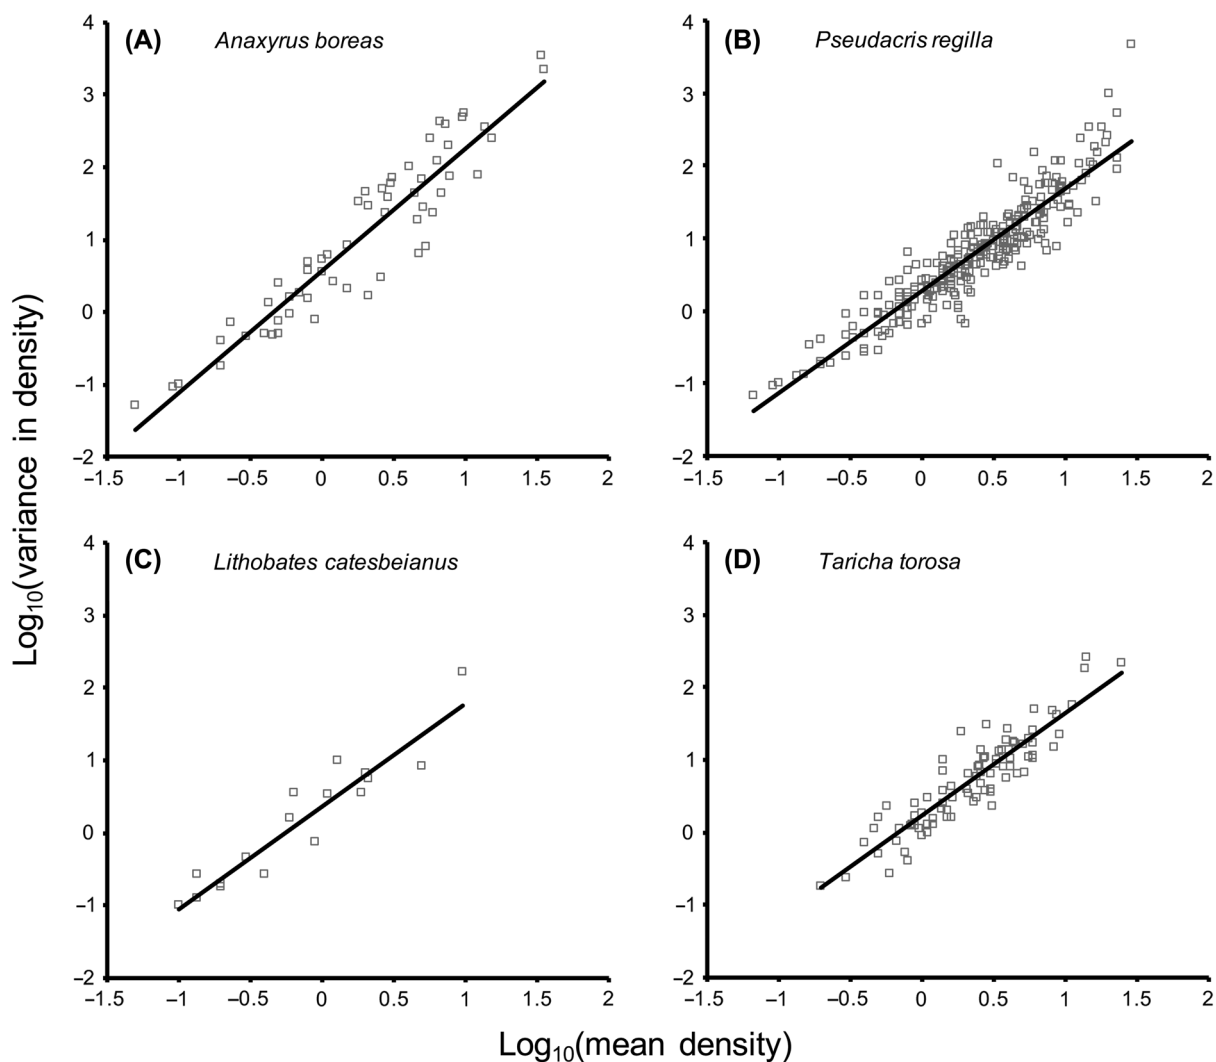 (A) Anaxyrus boreas
4
3
2
1
0
−1
−2
−1.5 −1 −0.5 0 0.5 1 1.5 2
(B) Pseudacris regilla
4
3
2
1
0
−1
−2
−1.5 −1 −0.5 0 0.5 1 1.5 2
(C) Lithobates catesbeianus
4
3
2
1
0
−1
−2
−1.5 −1 −0.5 0 0.5 1 1.5 2
(D) Taricha torosa
4
3
2
1
0
−1
−2
−1.5 −1 −0.5 0 0.5 1 1.5 2
Log10(variance in density)
Log10(mean density)